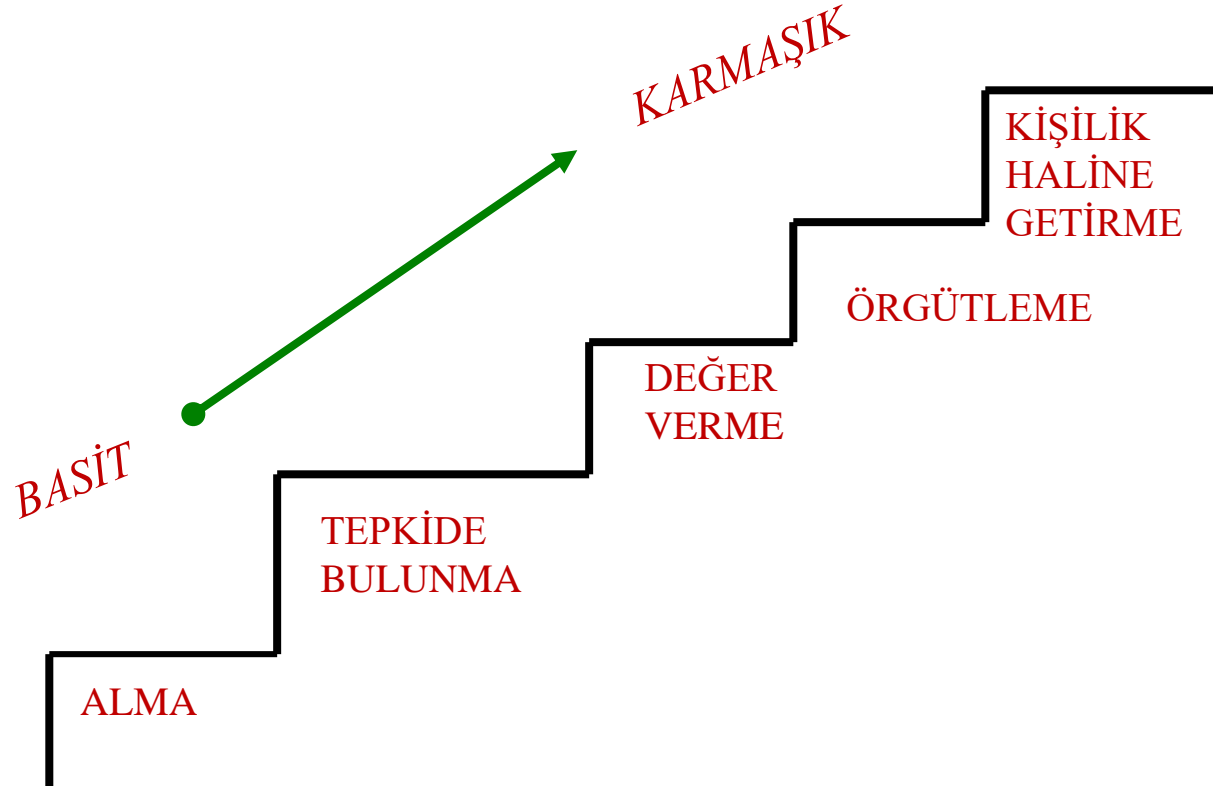 KARMAŞIK
KİŞİLİK
HALİNE
GETİRME
ÖRGÜTLEME
DEĞER
VERME
BASİT
TEPKİDE
BULUNMA
ALMA